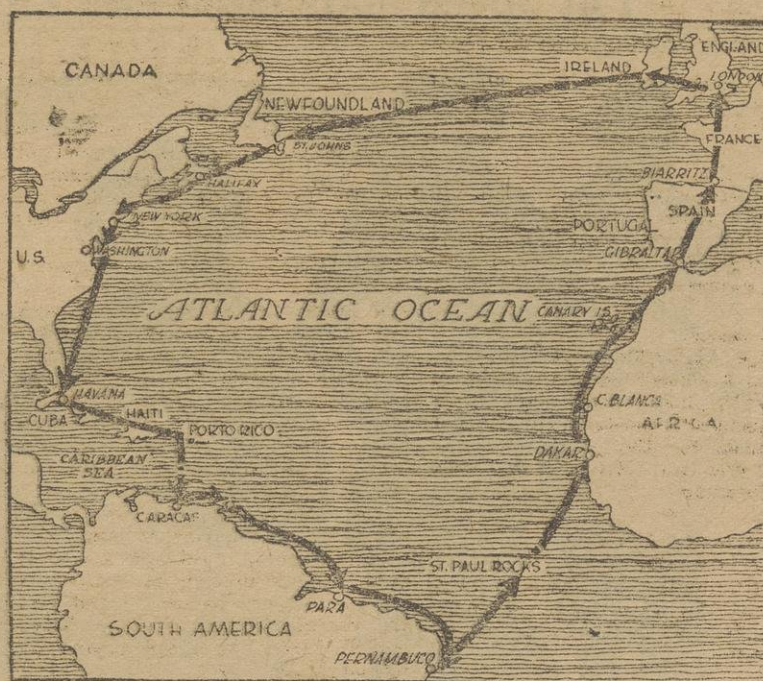 CANADA
ENGLAND
IRELAND
LONDON
NEWFOUNDLAND
ST. JOHNS
FRANCE
HALIFAX
BIARRITZ
NEW YORK
SPAIN
PORTUGAL
U.S.
WASHINGTON
GIBRALTAR
ATLANTIC OCEAN
CANARY IS.
HAVANA
CUBA
HAITI
C. BLANCA
PORTO RICO
AFRICA
CARIBBEAN
SEA
DAKAR
CARACAS
ST. PAUL ROCKS
PARA
SOUTH AMERICA
PERNAMBUCO